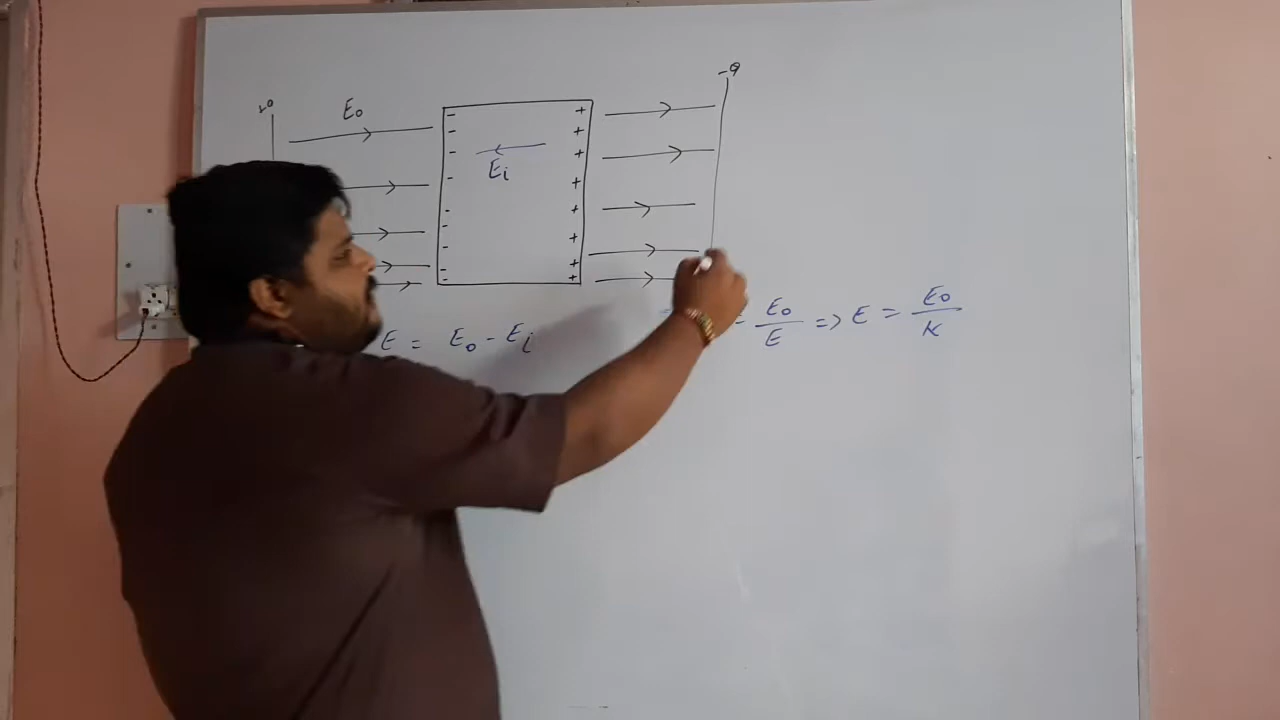 -Q
+Q
E₀
Eᵢ
E = E₀ - Eᵢ
= E₀/E => E = E₀/K